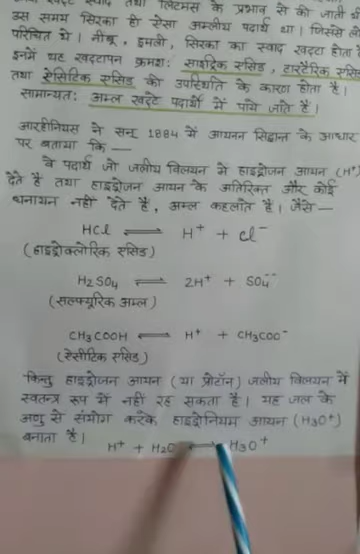 स्वाद तथा लिटमस के प्रभाव से की जाती थी
उस समय सिरका ही ऐसा अम्लीय पदार्थ था। जिससे लोग
परिचित थे। नीबू, इमली, सिरका का स्वाद खट्टा होता
इनमें यह खट्टापन क्रमशः साइट्रिक एसिड, टारटैरिक एसिड
तथा ऐसिटिक एसिड की उपस्थिति के कारण होता है।
सामान्यतः अम्ल खट्टे पदार्थों में पाये जाते हैं।
आरहीनियस ने सन् 1884 में आयनन सिद्धान्त के आधार
पर बताया कि —
वे पदार्थ जो जलीय विलयन में हाइड्रोजन आयन (H⁺)
देते हैं तथा हाइड्रोजन आयन के अतिरिक्त और कोई
धनायन नहीं देते हैं, अम्ल कहलाते हैं। जैसे —
HCl ⇌ H⁺ + Cl⁻
(हाइड्रोक्लोरिक एसिड)
H₂SO₄ ⇌ 2H⁺ + SO₄⁻⁻
(सल्फ्यूरिक अम्ल)
CH₃COOH ⇌ H⁺ + CH₃COO⁻
(ऐसीटिक एसिड)
किन्तु हाइड्रोजन आयन (या प्रोटॉन) जलीय विलयन में
स्वतन्त्र रूप में नहीं रह सकता है। यह जल के
अणु से संयोग करके हाइड्रोनियम आयन (H₃O⁺)
बनाता है।
H⁺ + H₂O ⇌ H₃O⁺